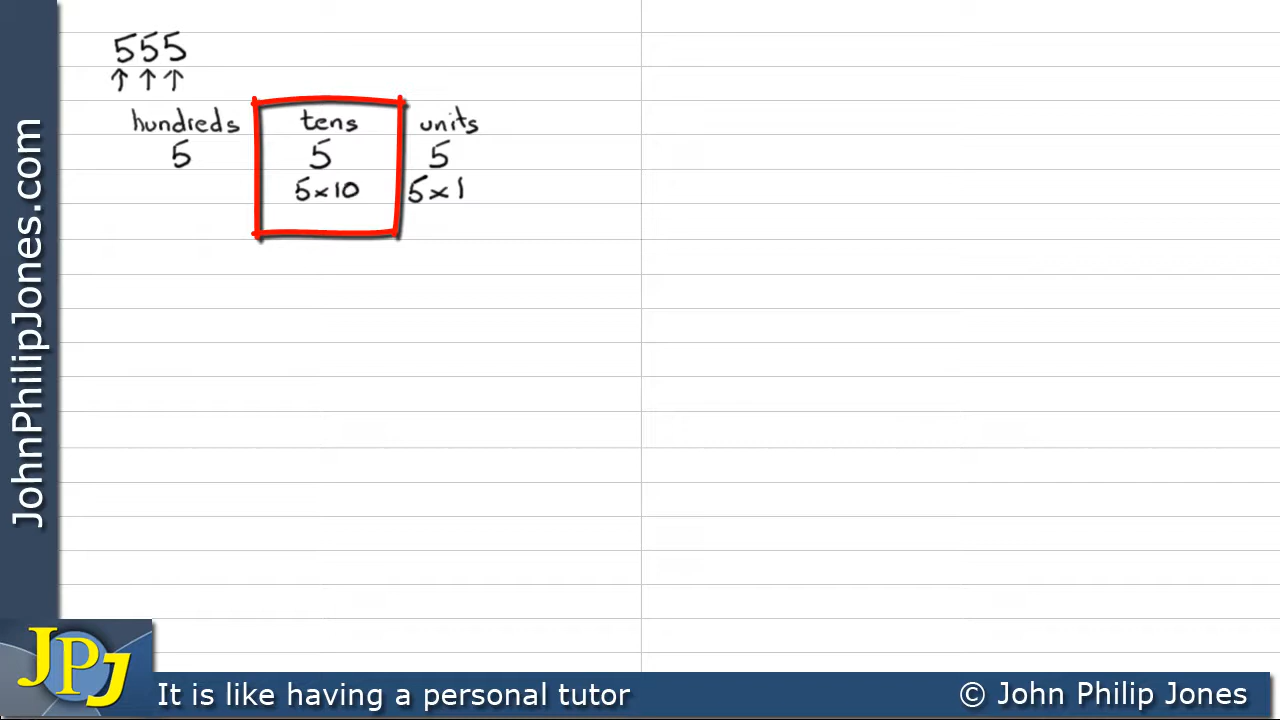 555
↑ ↑ ↑
hundreds tens units
5 5 5
5×10 5×1
JohnPhilipJones.com
JPJ
It is like having a personal tutor
© John Philip Jones